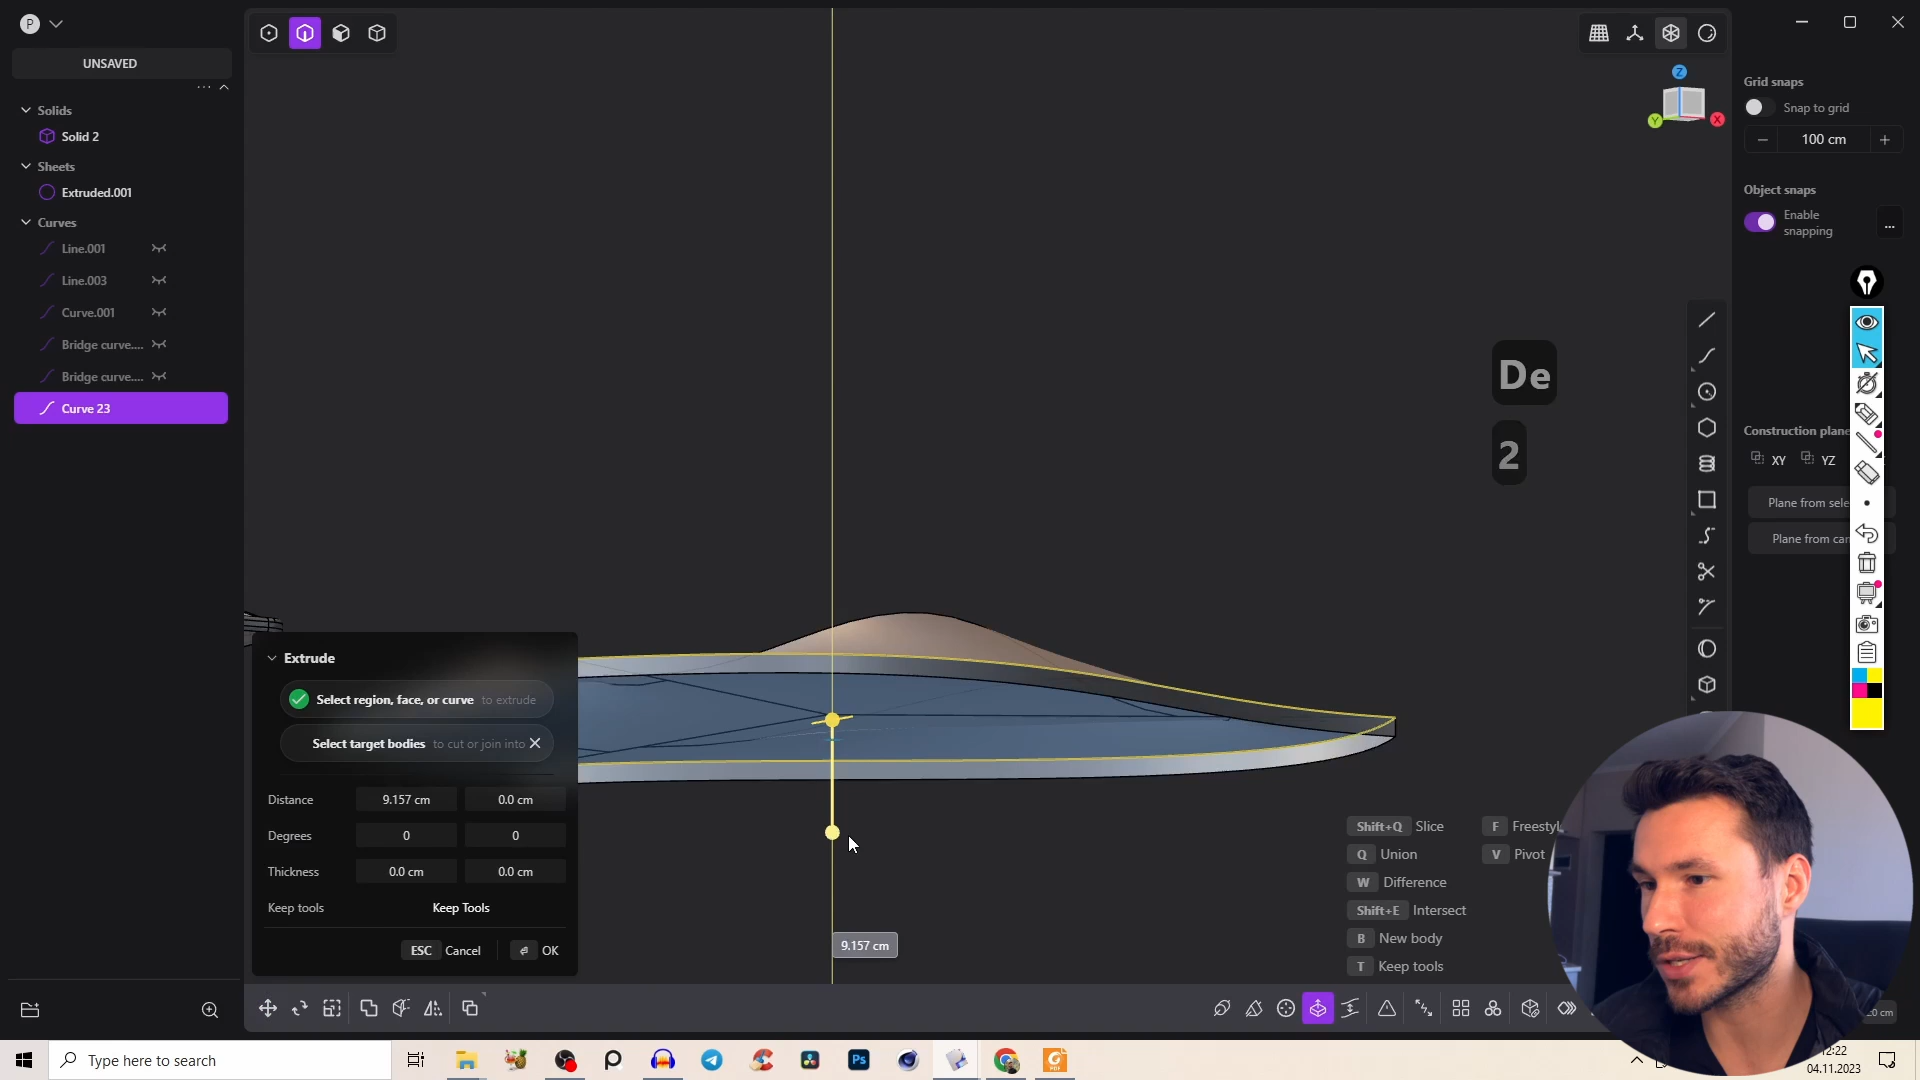 P
UNSAVED
Solids
Solid 2
Sheets
Extruded.001
Curves
Line.001
Line.003
Curve.001
Bridge curve....
Bridge curve....
Curve 23
Z
Y
X
Grid snaps
Snap to grid
100 cm
Object snaps
Enable
snapping
...
Construction plane
XY
YZ
Plane from sele
Plane from can
De
2
Extrude
Select region, face, or curve to extrude
Select target bodies to cut or join into
Distance 9.157 cm 0.0 cm
Degrees 0 0
Thickness 0.0 cm 0.0 cm
Keep tools Keep Tools
ESC Cancel OK
9.157 cm
Shift+Q Slice F Freestyl
Q Union V Pivot
W Difference
Shift+E Intersect
B New body
T Keep tools
Type here to search
Ps
PDF
12:22
04.11.2023